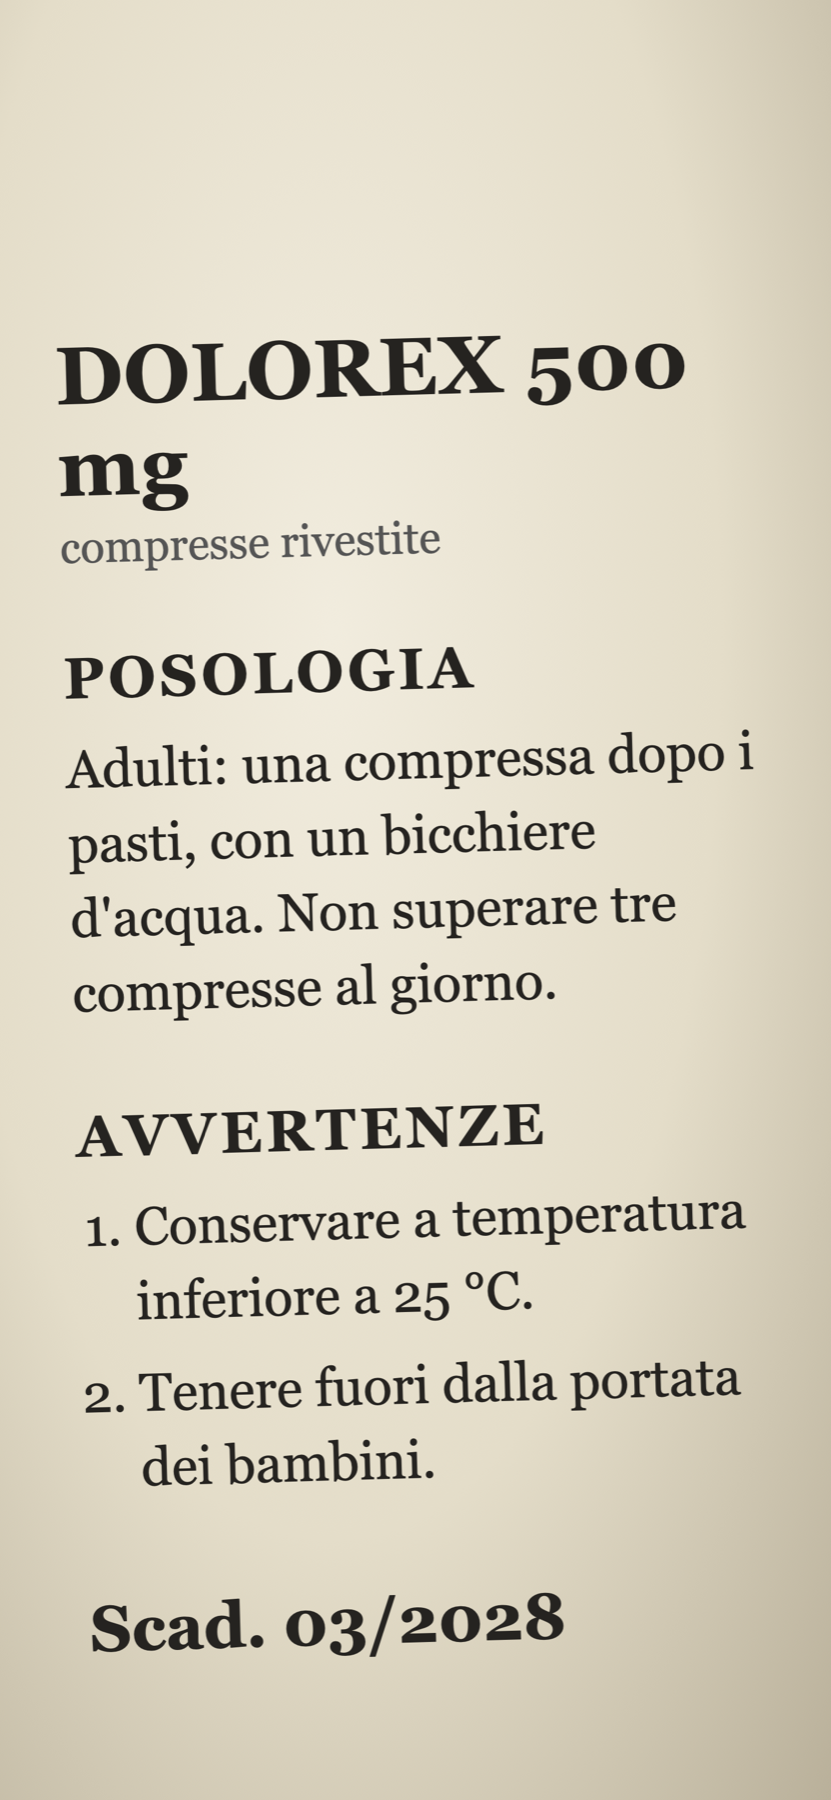 DOLOREX 500
mg
compresse rivestite
POSOLOGIA
Adulti: una compressa dopo i
pasti, con un bicchiere
d'acqua. Non superare tre
compresse al giorno.
AVVERTENZE
1. Conservare a temperatura
inferiore a 25 °C.
2. Tenere fuori dalla portata
dei bambini.
Scad. 03/2028